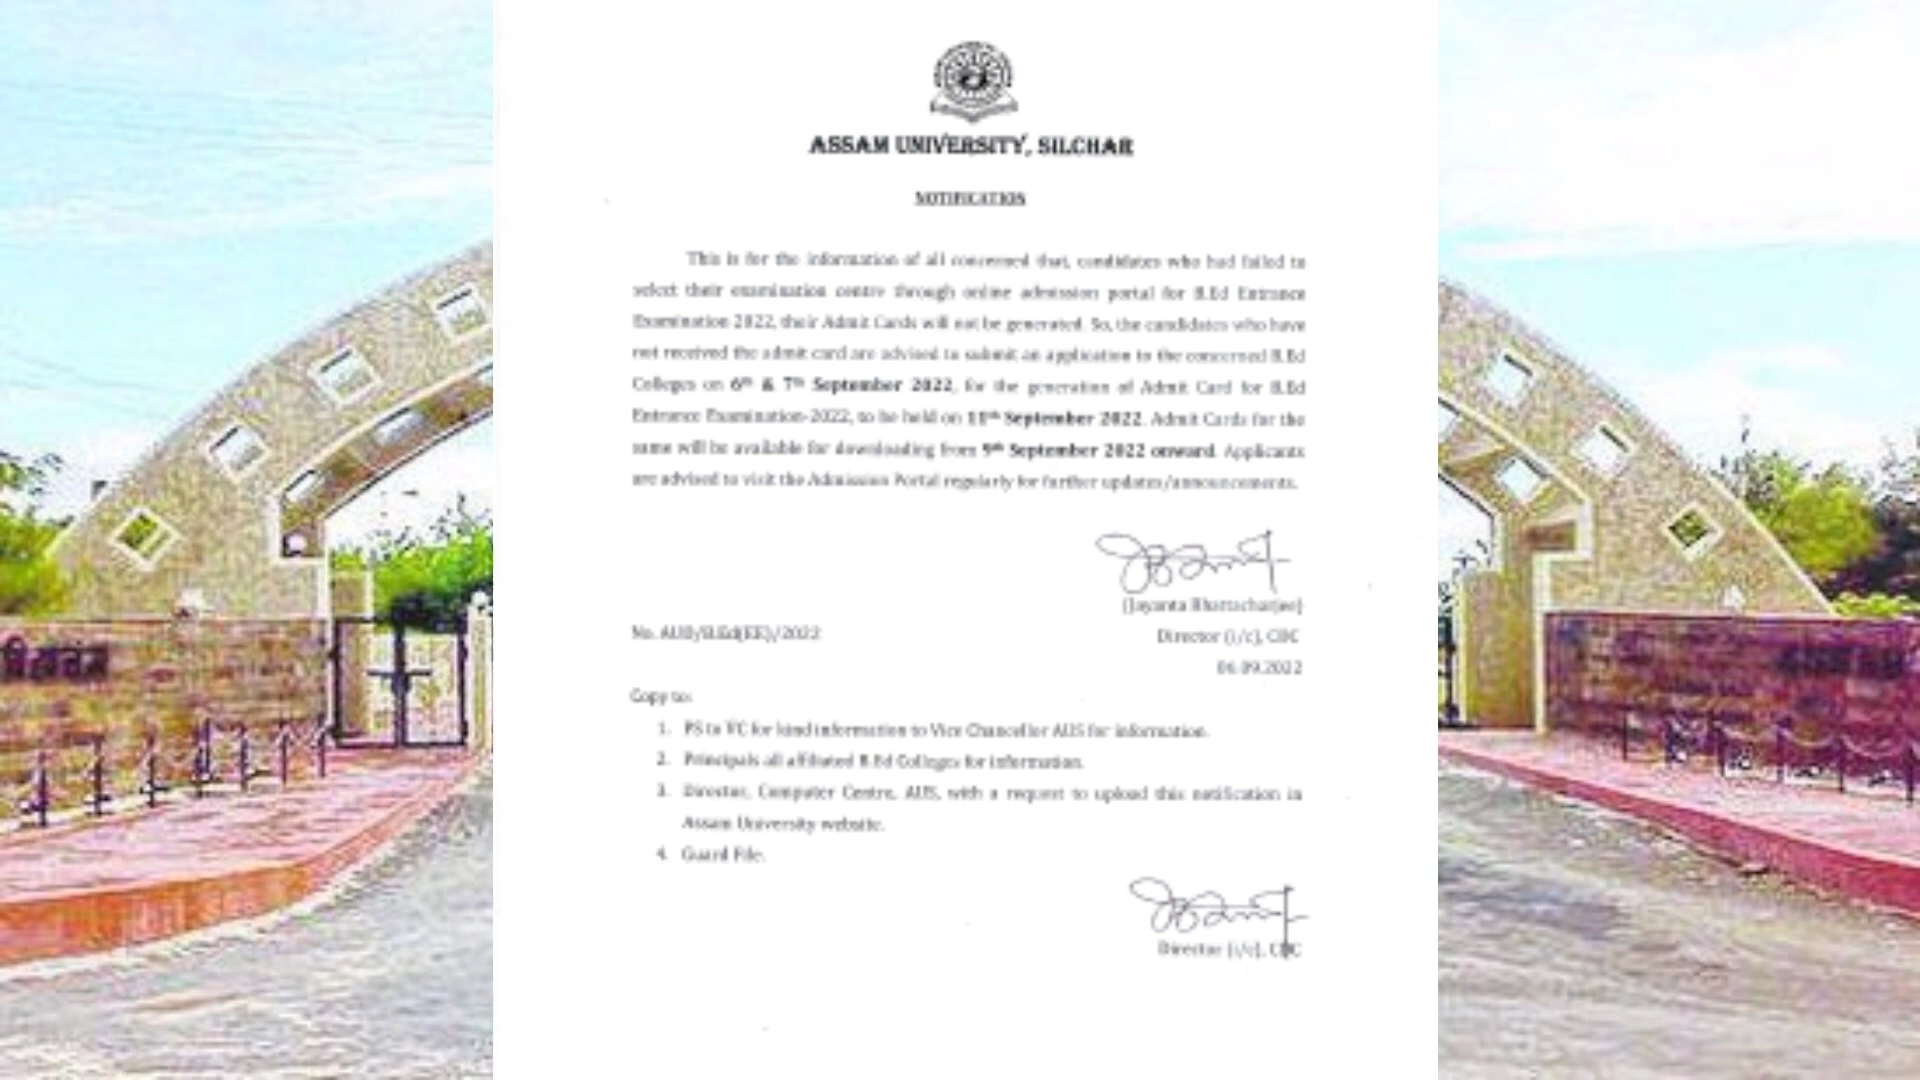 ASSAM UNIVERSITY, SILCHAR
NOTIFICATION
This is for the information of all concerned that, candidates who had failed to
select their examination centre through online admission portal for B.Ed Entrance
Examination 2022, their Admit Cards will not be generated. So, the candidates who have
not received the admit card are advised to submit an application to the concerned B.Ed
Colleges on 6th & 7th September 2022, for the generation of Admit Card for B.Ed
Entrance Examination-2022, to be held on 11th September 2022. Admit Cards for the
same will be available for downloading from 9th September 2022 onward. Applicants
are advised to visit the Admission Portal regularly for further updates/announcements.
(Jayanta Bhattacharjee)
No. AUD/B.Ed(EE)/2022
Director (i/c), CDC
06.09.2022
Copy to:
1. PS to VC for kind information to Vice Chancellor AUS for information.
2. Principals all affiliated B.Ed Colleges for information.
3. Director, Computer Centre, AUS, with a request to upload this notification in
Assam University website.
4. Guard File.
Director (i/c), CDC